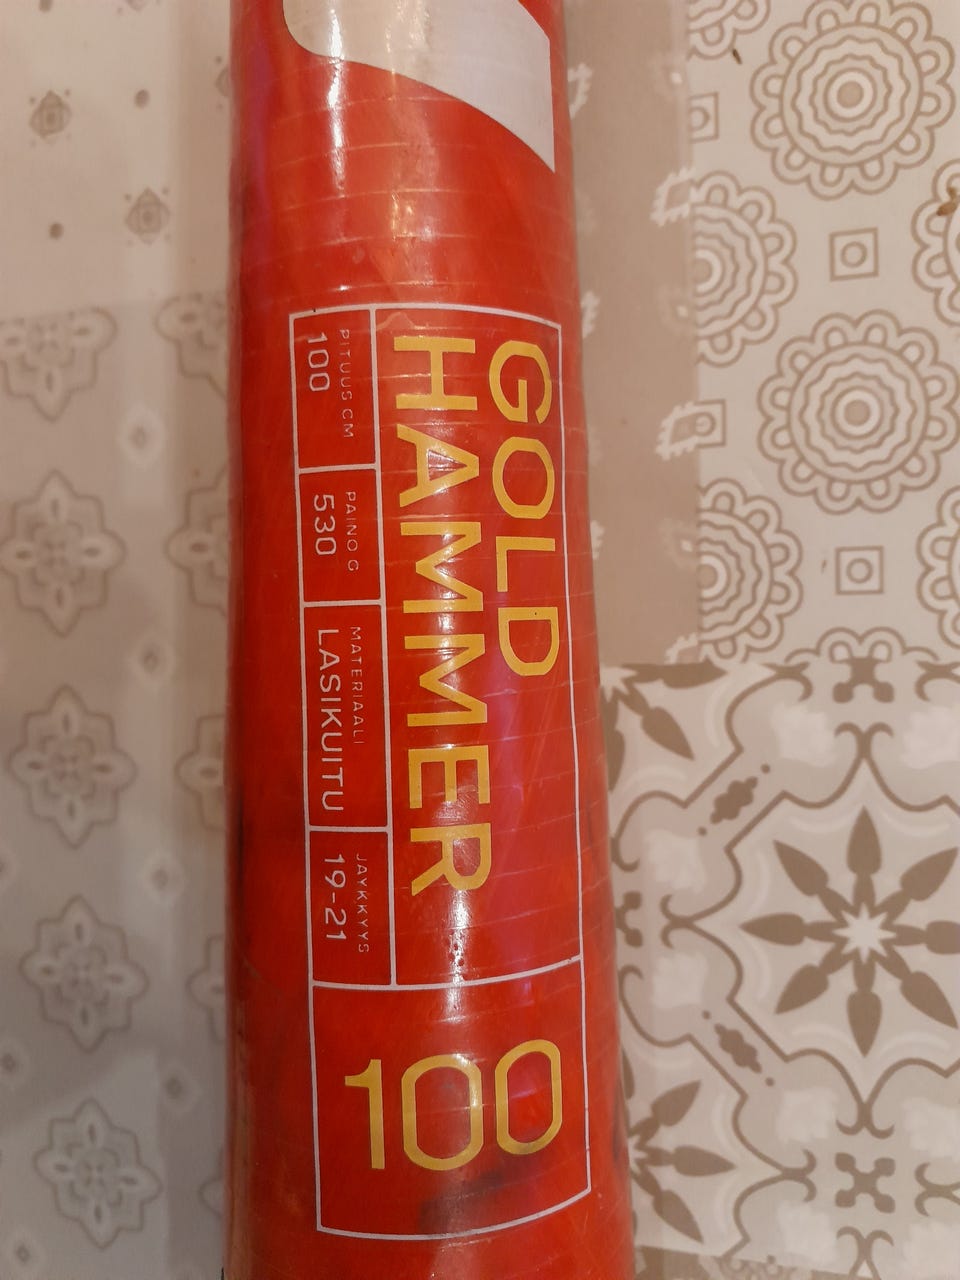 GOLD
HAMMER
PITUUS CM
100
PAINO G
530
MATERIAALI
LASIKUITU
JÄYKKYYS
19-21
100